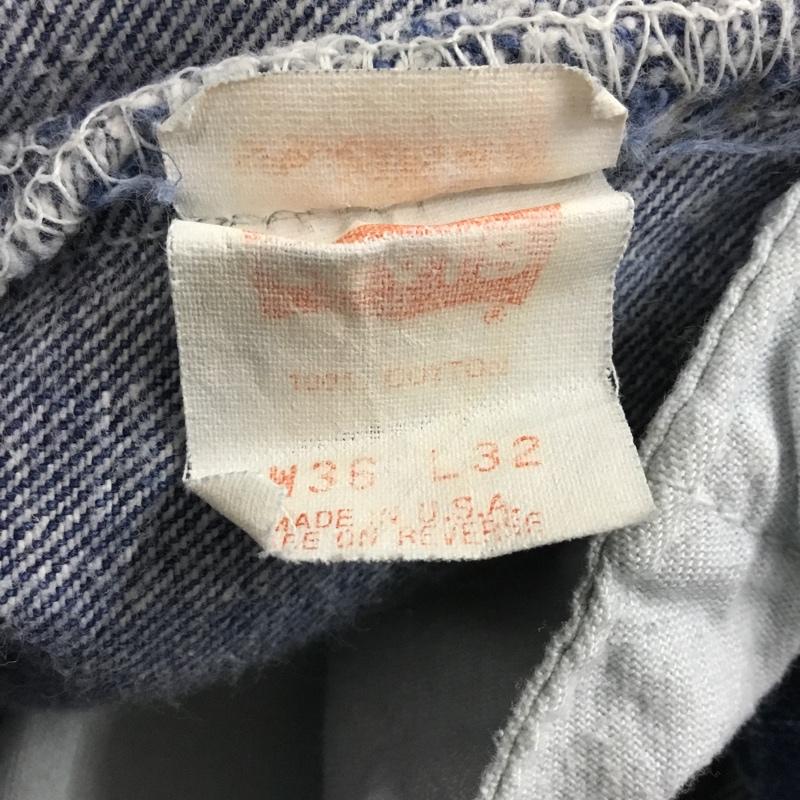 100% COTTON
W36 L32
MADE IN U.S.A.
RE ON REVERSE